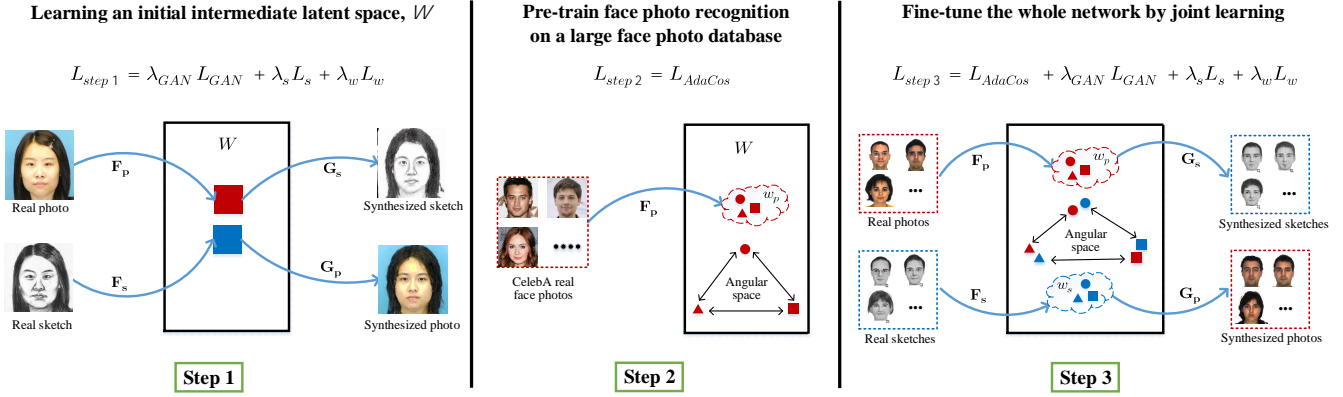 Learning an initial intermediate latent space, W
L_step 1 = λ_GAN L_GAN + λ_s L_s + λ_w L_w
W
F_p
G_s
Real photo
Synthesized sketch
F_s
G_p
Real sketch
Synthesized photo
Step 1
Pre-train face photo recognition
on a large face photo database
L_step2 = L_AdaCos
W
w_p
F_p
CelebA real
face photos
Angular
space
Step 2
Fine-tune the whole network by joint learning
L_step3 = L_AdaCos + λ_GAN L_GAN + λ_s L_s + λ_w L_w
W
F_p
w_p
G_s
Real photos
Synthesized sketches
Angular
space
F_s
w_s
G_p
Real sketches
Synthesized photos
Step 3